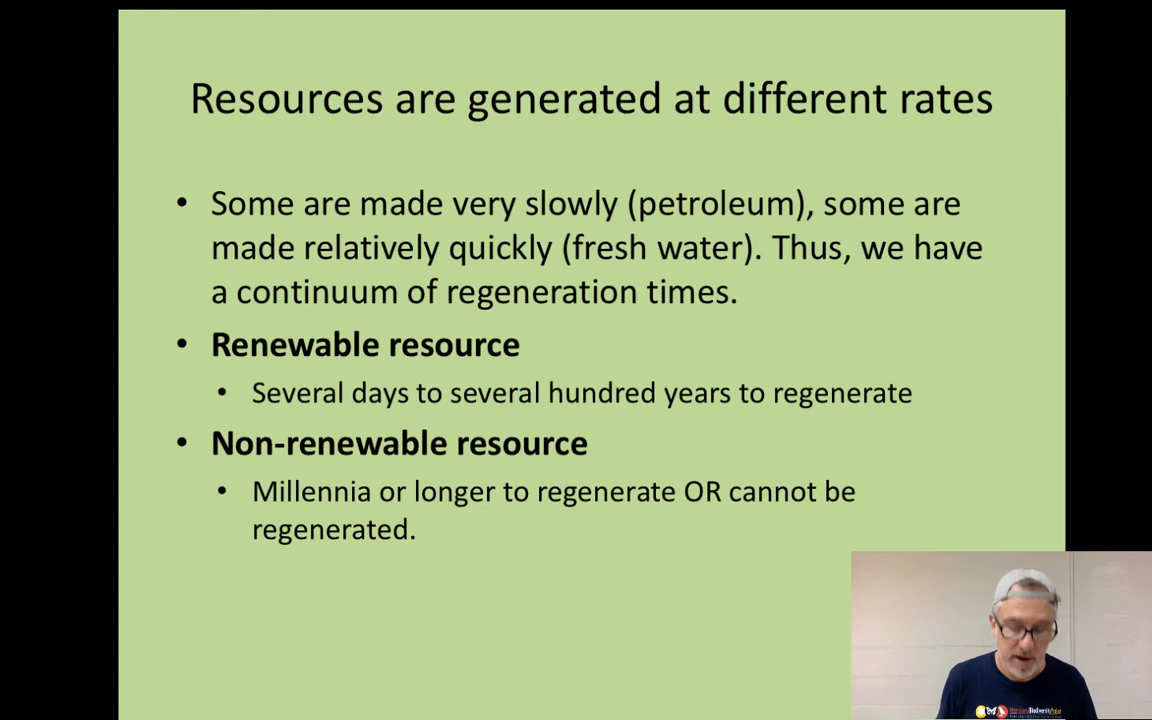 Resources are generated at different rates
• Some are made very slowly (petroleum), some are
made relatively quickly (fresh water). Thus, we have
a continuum of regeneration times.
• Renewable resource
• Several days to several hundred years to regenerate
• Non-renewable resource
• Millennia or longer to regenerate OR cannot be
regenerated.